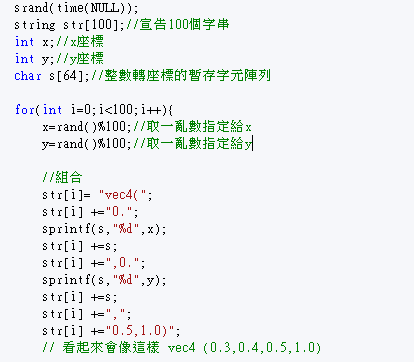 srand(time(NULL));
string str[100];//宣告100個字串
int x;//x座標
int y;//y座標
char s[64];//整數轉座標的暫存字元陣列
for(int i=0;i<100;i++){
x=rand()%100;//取一亂數指定給x
y=rand()%100;//取一亂數指定給y
//組合
str[i]= "vec4(";
str[i] +="0.";
sprintf(s,"%d",x);
str[i] +=s;
str[i] +=",0.";
sprintf(s,"%d",y);
str[i] +=s;
str[i] +=",";
str[i] +="0.5,1.0)";
// 看起來會像這樣 vec4 (0.3,0.4,0.5,1.0)